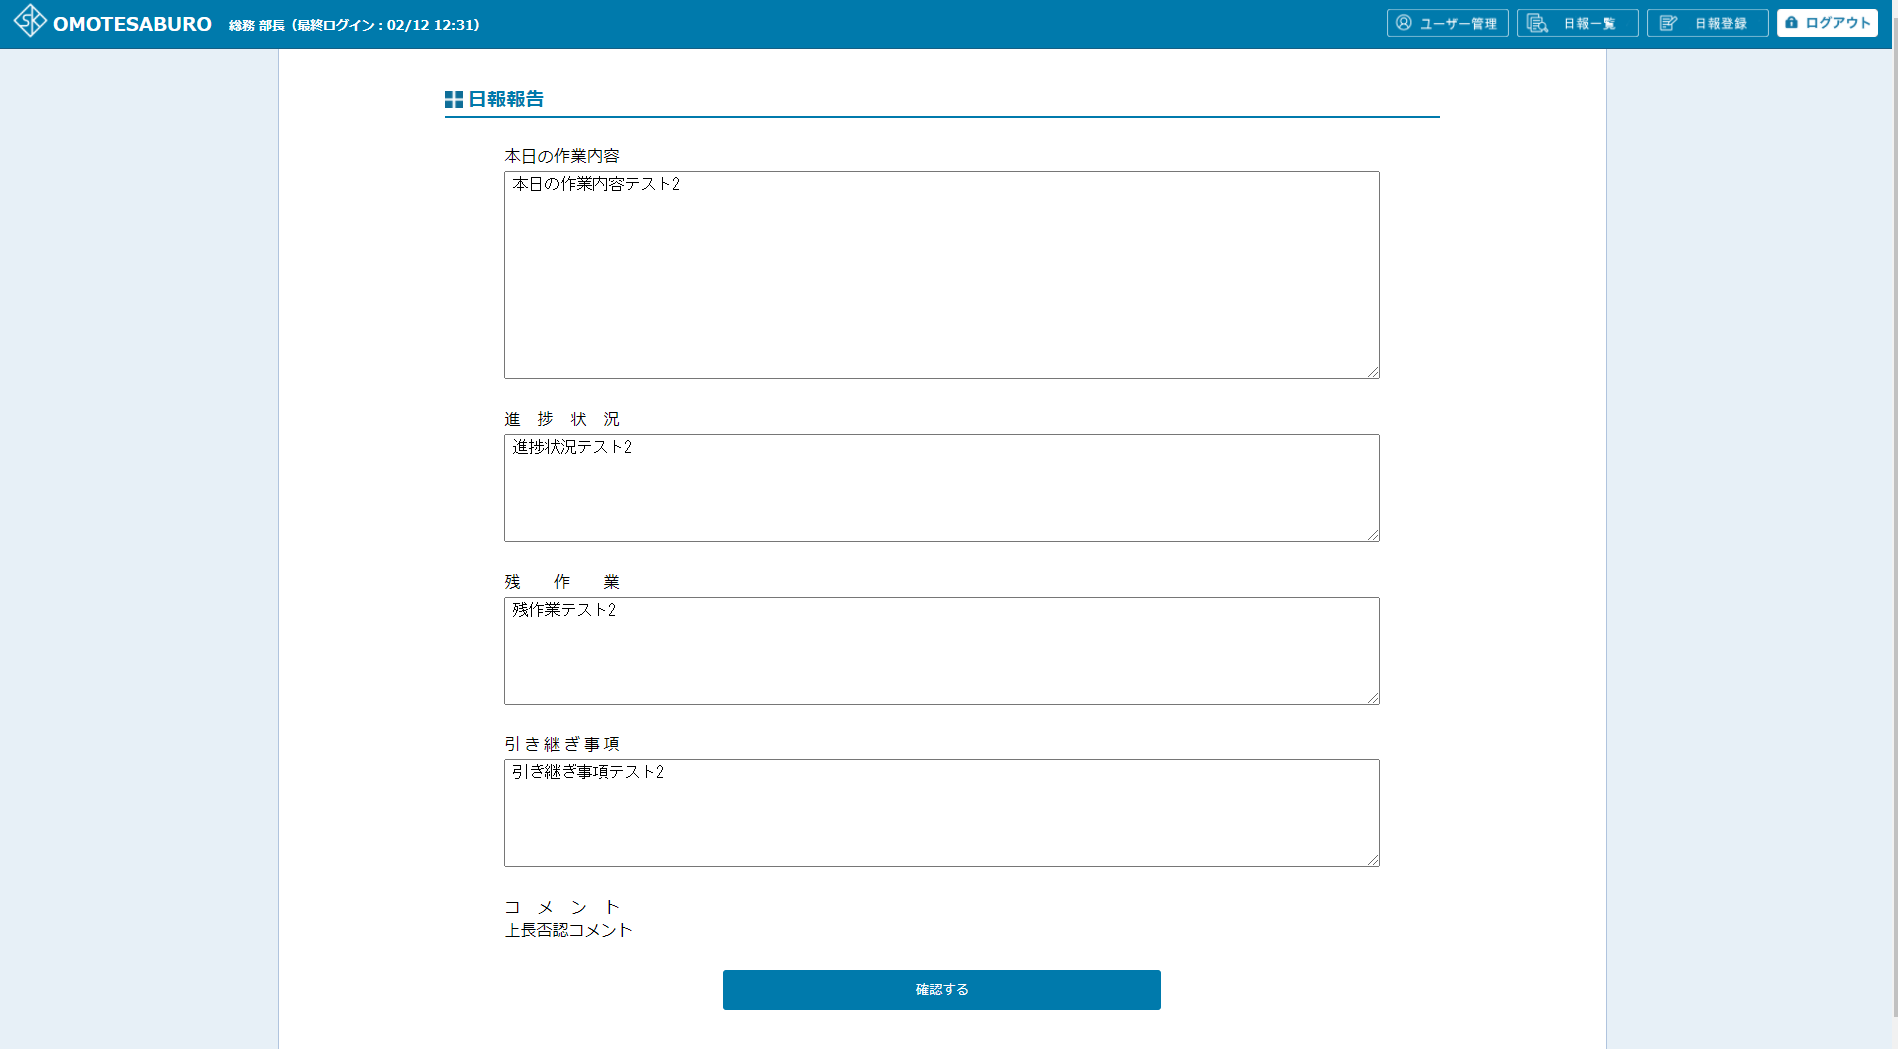 OMOTESABURO 総務 部長（最終ログイン：02/12 12:31） ユーザー管理 日報一覧 日報登録 ログアウト
日報報告
本日の作業内容
本日の作業内容テスト2
進　捗　状　況
進捗状況テスト2
残　　作　　業
残作業テスト2
引き継ぎ事項
引き継ぎ事項テスト2
コ　メ　ン　ト
上長否認コメント
確認する